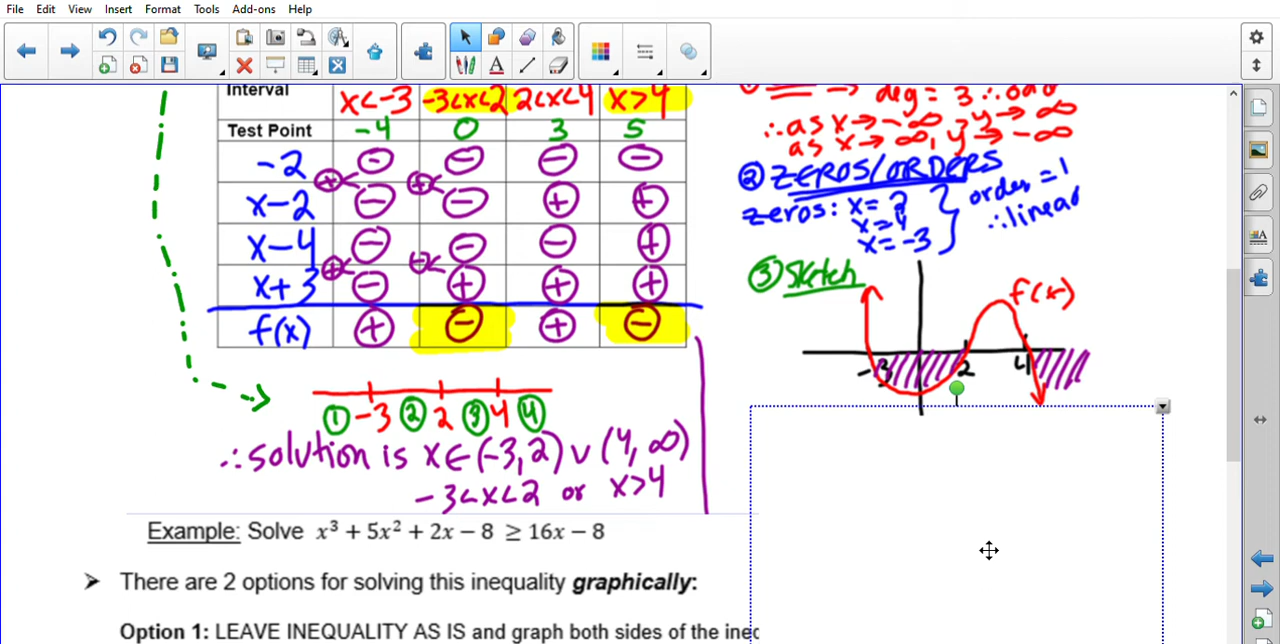 File Edit View Insert Format Tools Add-ons Help
Interval x<-3 -3<x<2 2<x<4 x>4
Test Point -4 0 3 5
-2 - - - -
+ +
x-2 - - + +
x-4 - - - +
+ -
x+3 - + + +
f(x) + - + -
① -3 ② 2 ③ 4 ④
∴solution is x∈(-3,2)∪(4,∞)
-3<x<2 or x>4
→ deg = 3 ∴ odd
∴as x→-∞, y→∞
as x→∞, y→-∞
② ZEROS/ORDERS
zeros: x=2 order=1
x=4 ∴linear
x=-3
③ Sketch
f(x)
-3 2 4
Example: Solve x³ + 5x² + 2x − 8 ≥ 16x − 8
➤ There are 2 options for solving this inequality graphically:
Option 1: LEAVE INEQUALITY AS IS and graph both sides of the ineq